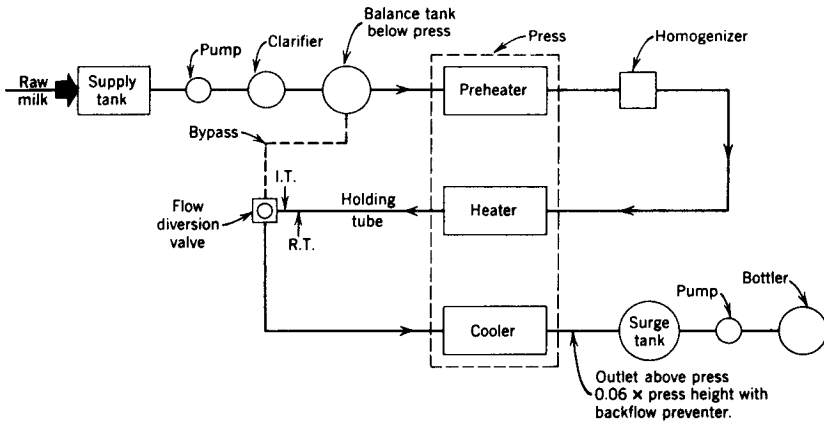 Raw
milk
Supply
tank
Pump
Clarifier
Balance tank
below press
Press
Preheater
Homogenizer
Bypass
I.T.
Flow
diversion
valve
R.T.
Holding
tube
Heater
Cooler
Surge
tank
Pump
Bottler
Outlet above press
0.06 × press height with
backflow preventer.